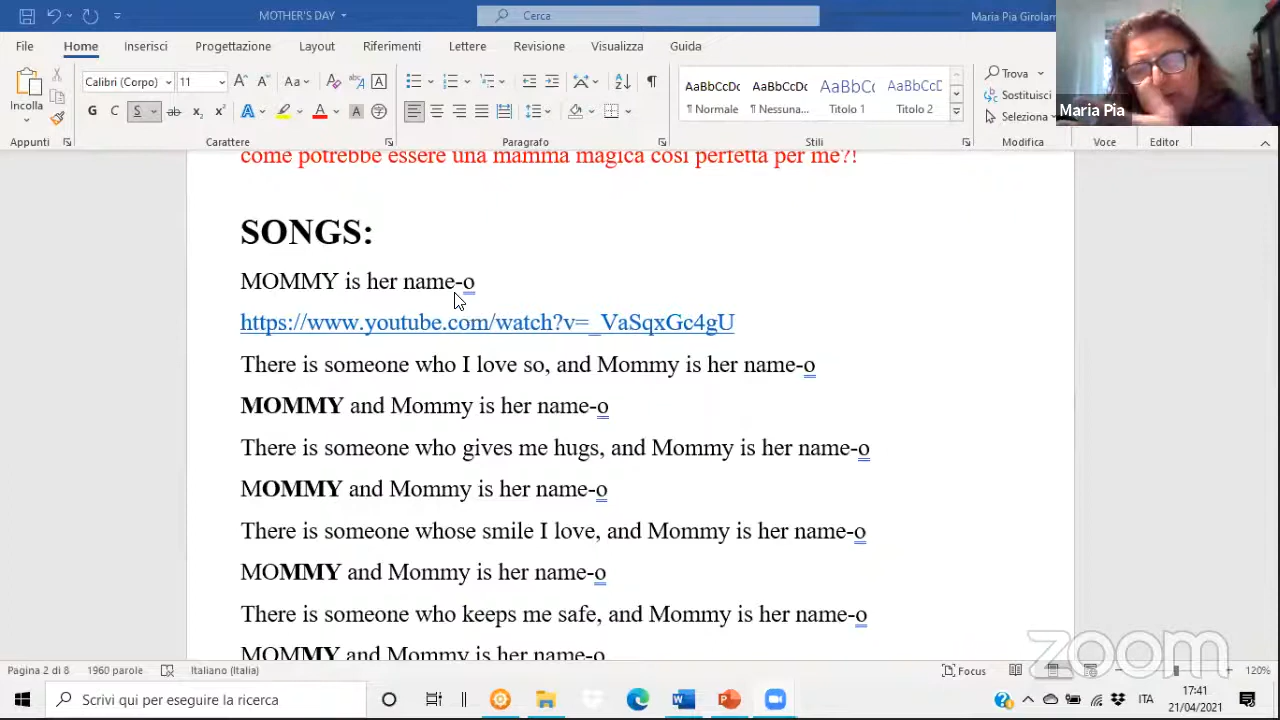 MOTHER'S DAY
Cerca
Maria Pia Girolam
File Home Inserisci Progettazione Layout Riferimenti Lettere Revisione Visualizza Guida
Incolla
Calibri (Corpo) 11
Aa
G C S ab x₂ x²
A A A
AaBbCcDc AaBbCcDc AaBbCc AaBbCcD
¶ Normale ¶ Nessuna... Titolo 1 Titolo 2
Trova
Sostituisci
Seleziona
Maria Pia
Appunti Carattere Paragrafo Stili Modifica Voce Editor
come potrebbe essere una mamma magica così perfetta per me?!
SONGS:
MOMMY is her name-o
https://www.youtube.com/watch?v=_VaSqxGc4gU
There is someone who I love so, and Mommy is her name-o
MOMMY and Mommy is her name-o
There is someone who gives me hugs, and Mommy is her name-o
MOMMY and Mommy is her name-o
There is someone whose smile I love, and Mommy is her name-o
MOMMY and Mommy is her name-o
There is someone who keeps me safe, and Mommy is her name-o
MOMMY and Mommy is her name-o
zoom
Pagina 2 di 8 1960 parole Italiano (Italia) Focus 120%
Scrivi qui per eseguire la ricerca
ITA
17:41
21/04/2021